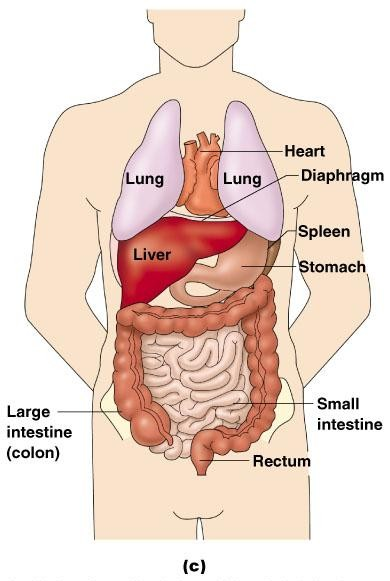 Heart
Lung
Lung
Diaphragm
Spleen
Liver
Stomach
Large
intestine
(colon)
Small
intestine
Rectum
(c)